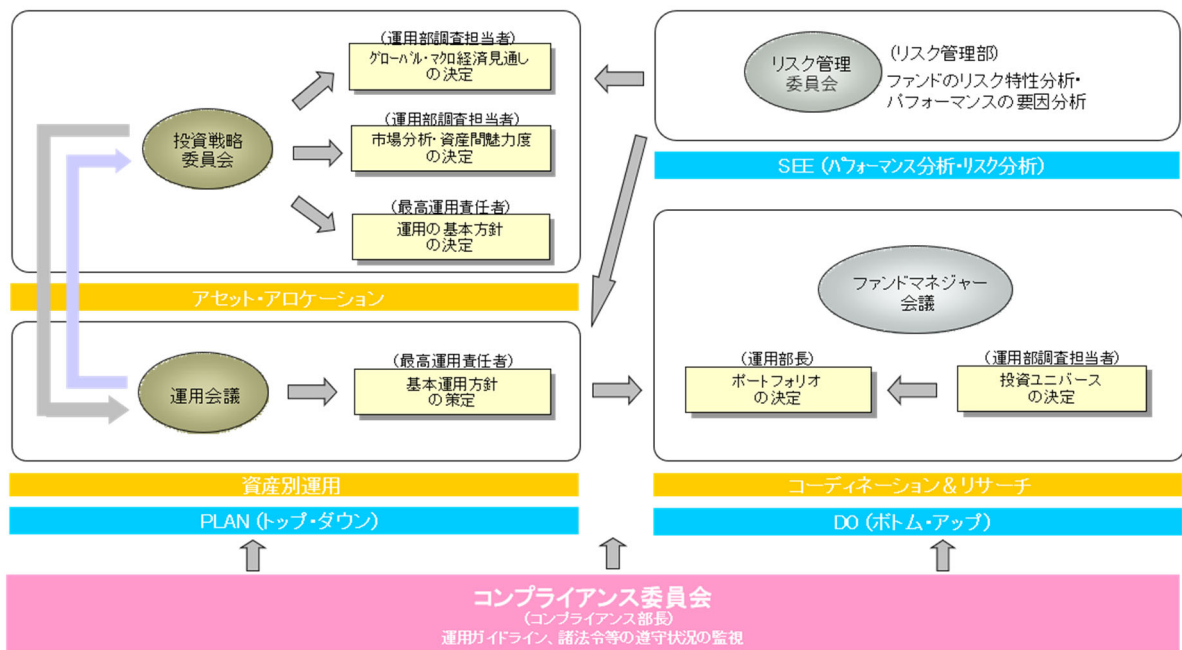 (運用部調査担当者)
グローバル・マクロ経済見通し
の決定
投資戦略
委員会
(運用部調査担当者)
市場分析・資産間魅力度
の決定
(最高運用責任者)
運用の基本方針
の決定
アセット・アロケーション
リスク管理
委員会
(リスク管理部)
ファンドのリスク特性分析・
パフォーマンスの要因分析
SEE (パフォーマンス分析・リスク分析)
運用会議
(最高運用責任者)
基本運用方針
の策定
資産別運用
PLAN (トップ・ダウン)
ファンドマネジャー
会議
(運用部長)
ポートフォリオ
の決定
(運用部調査担当者)
投資ユニバース
の決定
コーディネーション&リサーチ
DO (ボトム・アップ)
コンプライアンス委員会
(コンプライアンス部長)
運用ガイドライン、諸法令等の遵守状況の監視